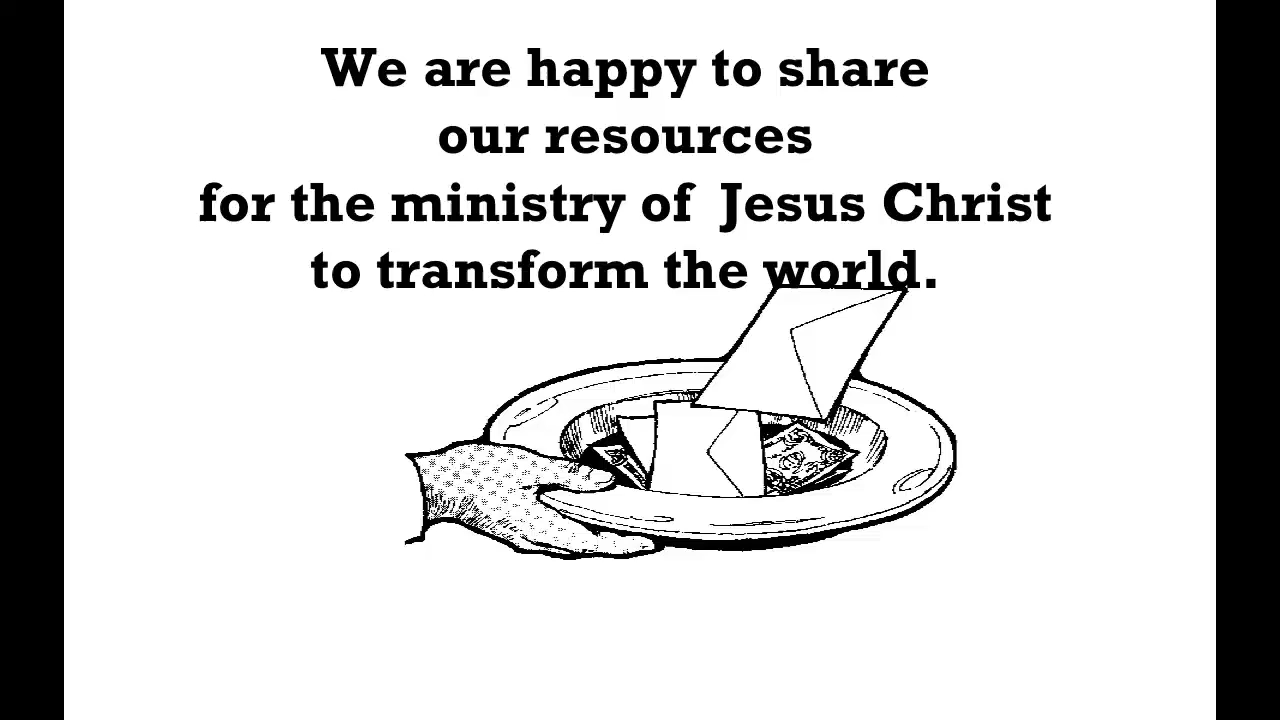 We are happy to share
our resources
for the ministry of Jesus Christ
to transform the world.